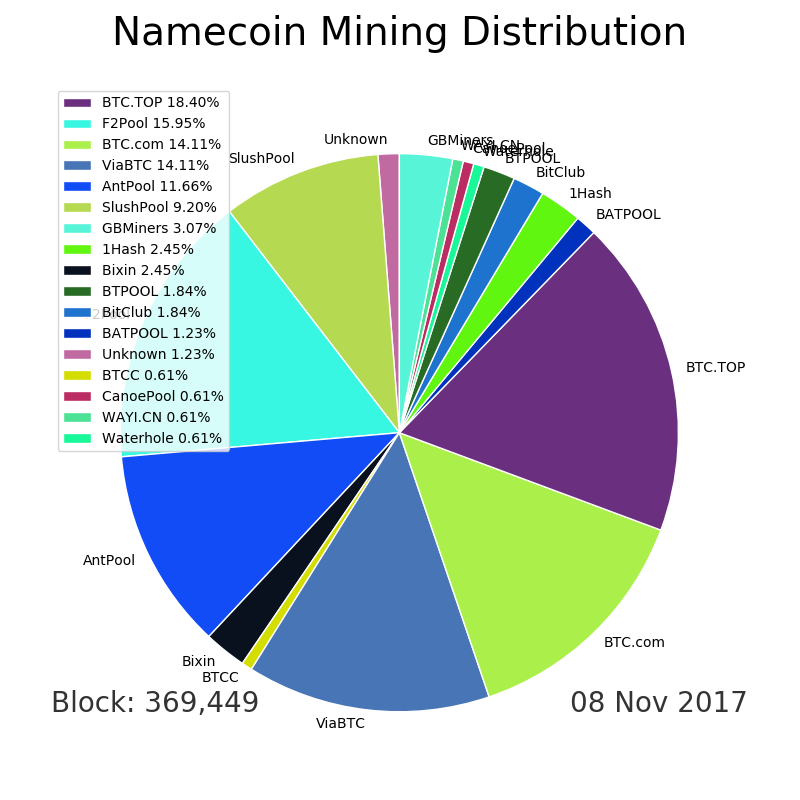 Namecoin Mining Distribution
BTC.TOP 18.40%
F2Pool 15.95%
BTC.com 14.11%
ViaBTC 14.11%
AntPool 11.66%
SlushPool 9.20%
GBMiners 3.07%
1Hash 2.45%
Bixin 2.45%
BTPOOL 1.84%
BitClub 1.84%
BATPOOL 1.23%
Unknown 1.23%
BTCC 0.61%
CanoePool 0.61%
WAYI.CN 0.61%
Waterhole 0.61%
SlushPool
Unknown
GBMiners
WAYI.CN
CanoePool
Waterhole
BTPOOL
BitClub
1Hash
BATPOOL
BTC.TOP
BTC.com
ViaBTC
BTCC
Bixin
AntPool
Block: 369,449
08 Nov 2017